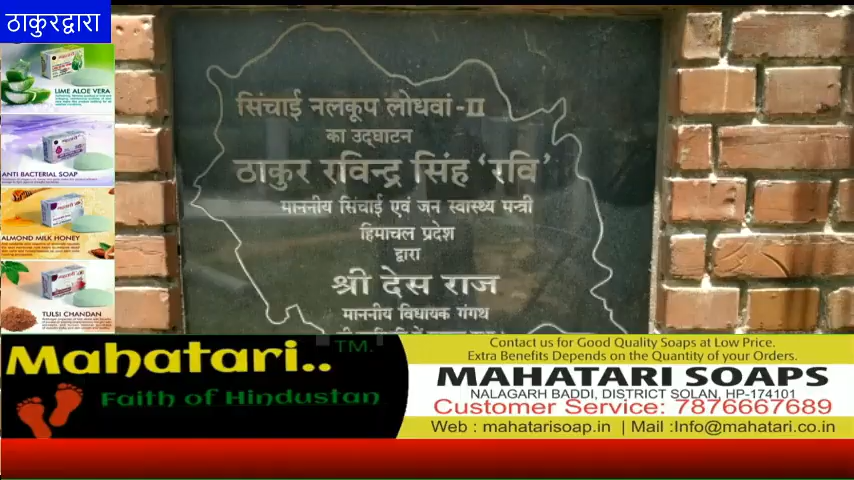 ठाकुरद्वारा
LIME ALOE VERA
ANTI BACTERIAL SOAP
ALMOND MILK HONEY
TULSI CHANDAN
सिंचाई नलकूप लोधवां -II
का उद्घाटन
ठाकुर रविन्द्र सिंह ‘रवि’
माननीय सिंचाई एवं जन स्वास्थ्य मन्त्री
हिमाचल प्रदेश
द्वारा
श्री देस राज
माननीय विधायक गंगथ
Mahatari.. TM.
Faith of Hindustan
Contact us for Good Quality Soaps at Low Price.
Extra Benefits Depends on the Quantity of your Orders.
MAHATARI SOAPS
NALAGARH BADDI, DISTRICT SOLAN, HP-174101
Customer Service: 7876667689
Web : mahatarisoap.in | Mail :Info@mahatari.co.in